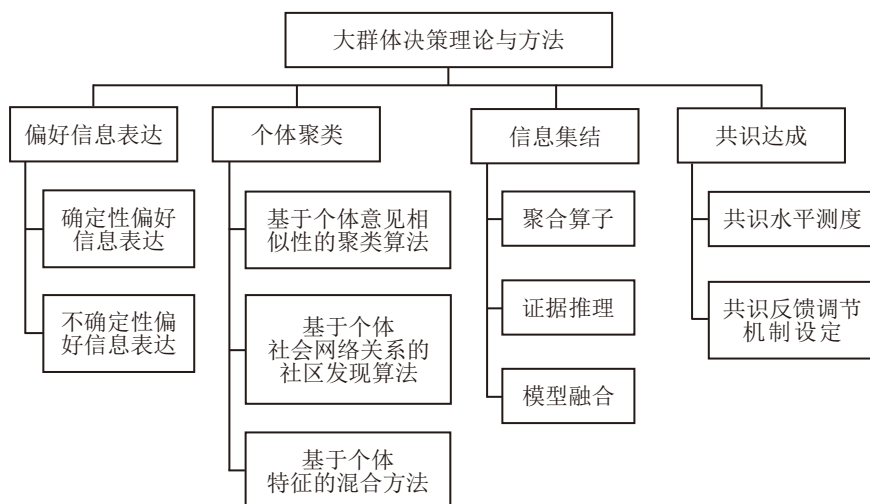 大群体决策理论与方法
偏好信息表达
确定性偏好
信息表达
不确定性偏
好信息表达
个体聚类
基于个体意见相
似性的聚类算法
基于个体
社会网络关系的
社区发现算法
基于个体
特征的混合方法
信息集结
聚合算子
证据推理
模型融合
共识达成
共识水平测度
共识反馈调节
机制设定